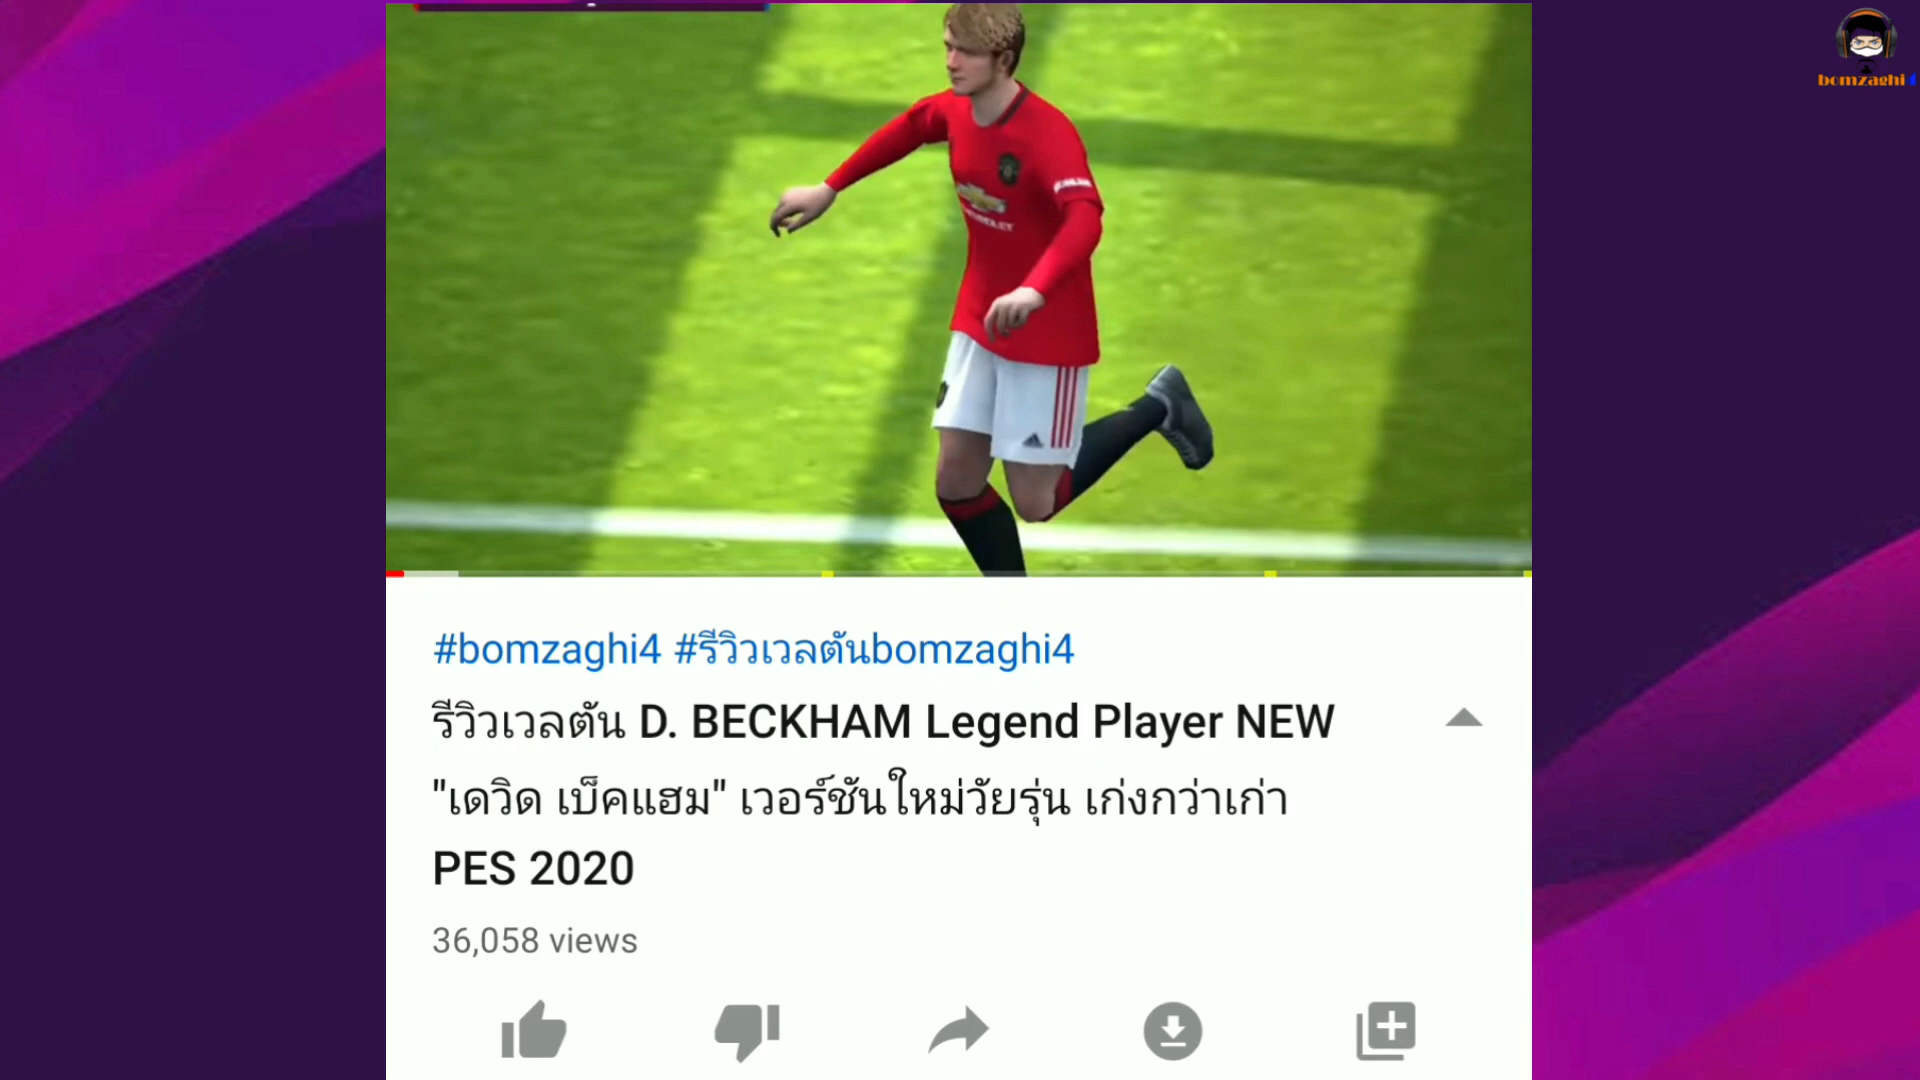 bomzaghi4
#bomzaghi4 #รีวิวเวลตันbomzaghi4
รีวิวเวลตัน D. BECKHAM Legend Player NEW
"เดวิด เบ็คแฮม" เวอร์ชันใหม่วัยรุ่น เก่งกว่าเก่า
PES 2020
36,058 views